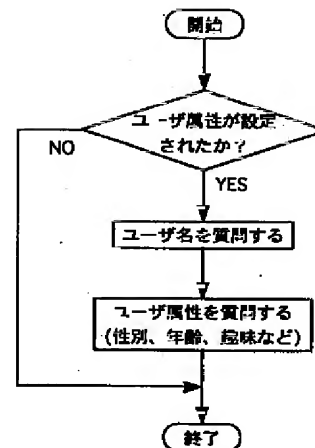 開始
ユーザ属性が設定
されたか？
NO
YES
ユーザ名を質問する
ユーザ属性を質問する
(性別、年齢、趣味など)
終了